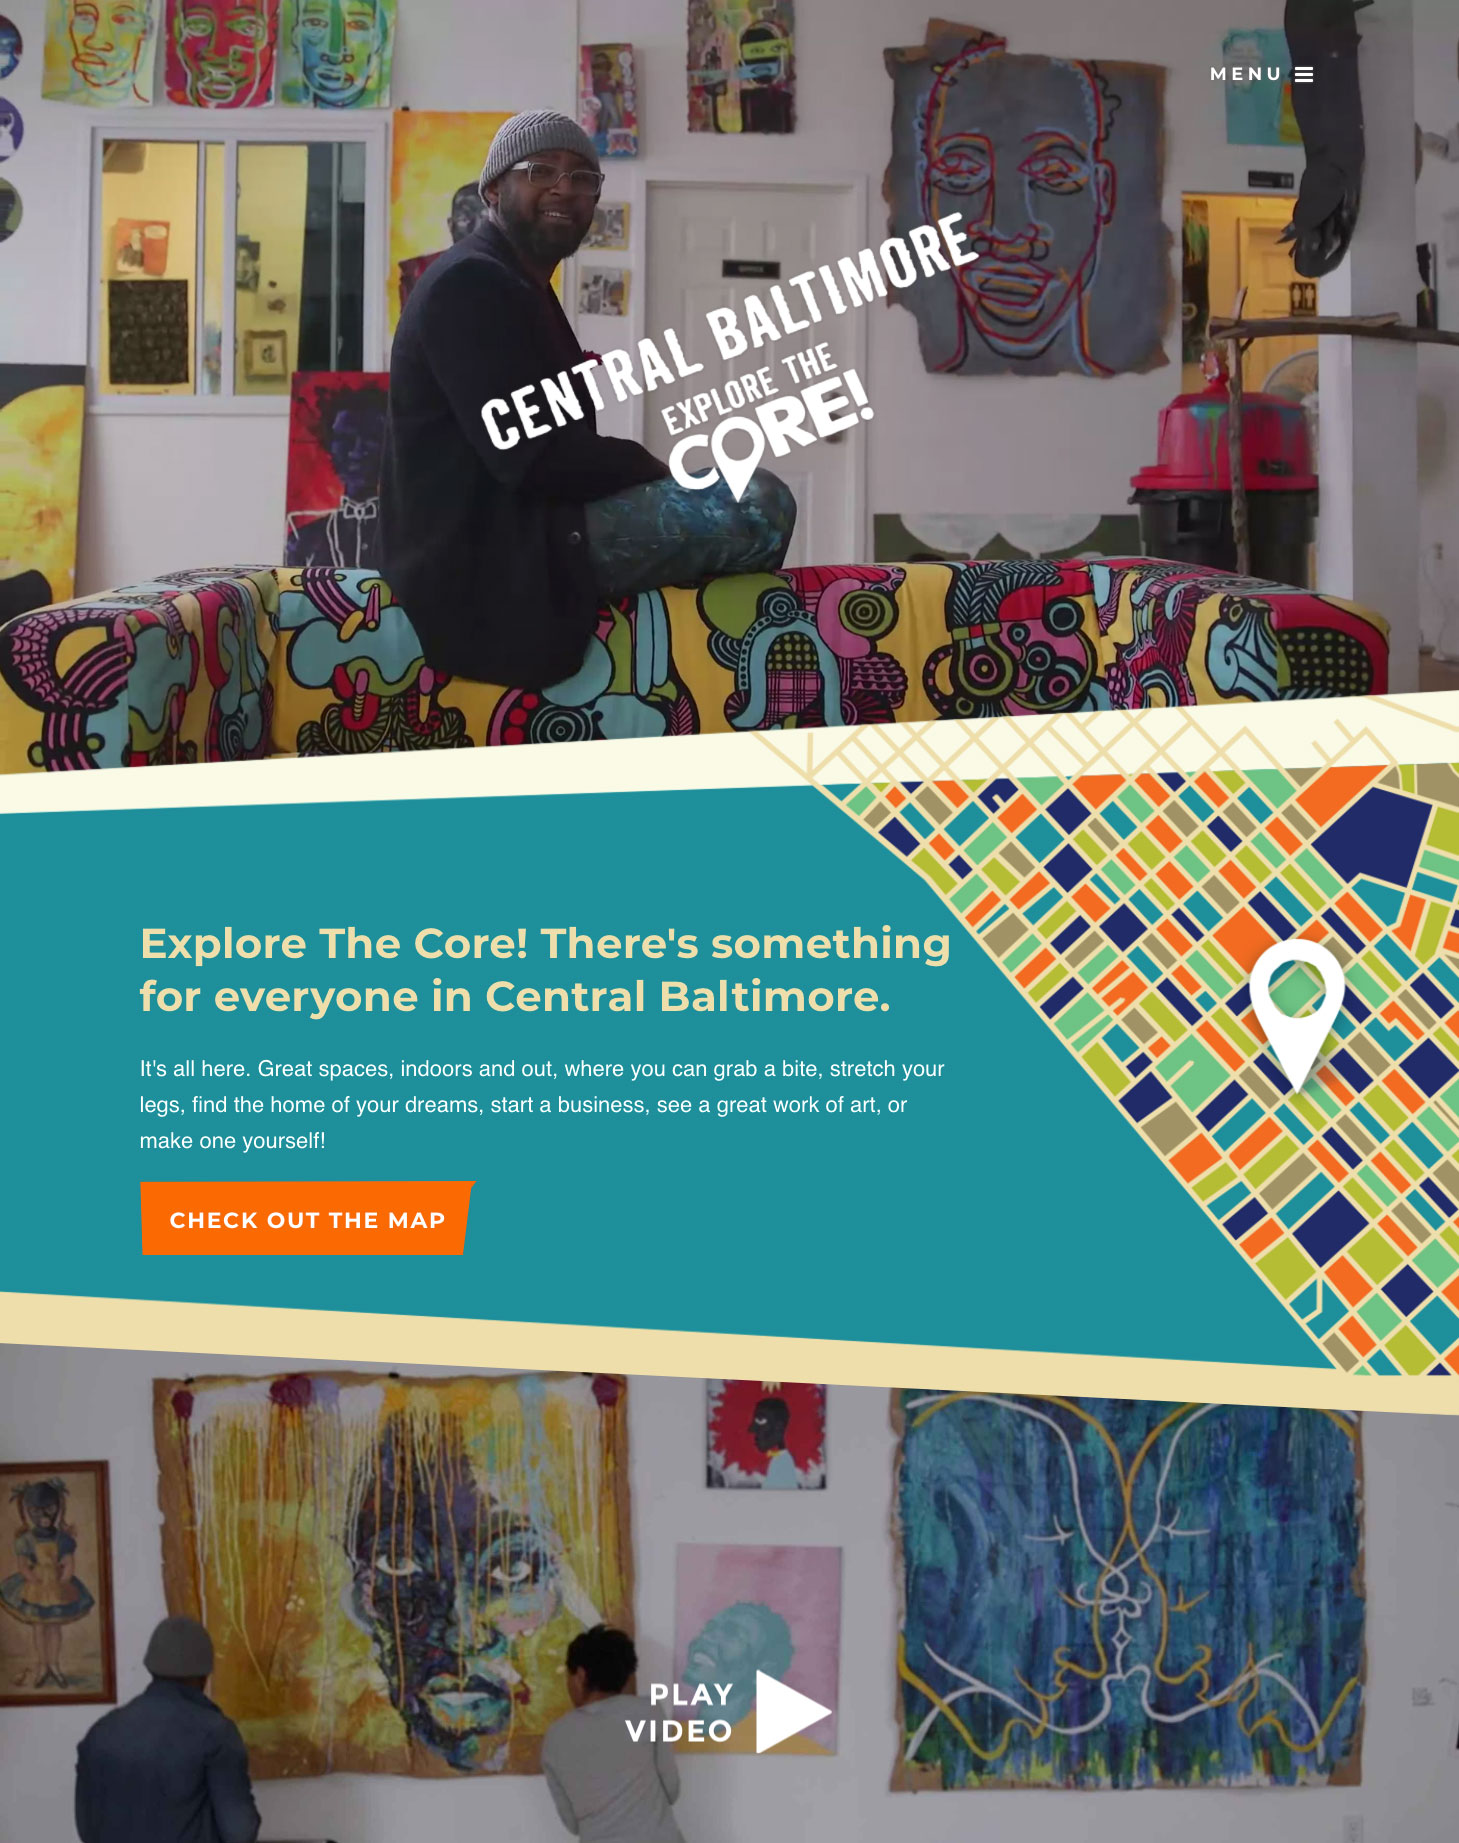 MENU
CENTRAL BALTIMORE
EXPLORE THE
CORE!
Explore The Core! There's something
for everyone in Central Baltimore.
It's all here. Great spaces, indoors and out, where you can grab a bite, stretch your
legs, find the home of your dreams, start a business, see a great work of art, or
make one yourself!
CHECK OUT THE MAP
PLAY
VIDEO